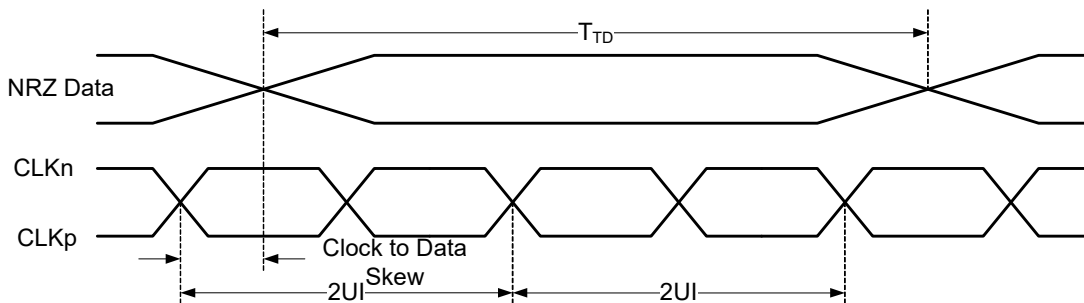 T_TD
NRZ Data
CLKn
CLKp
Clock to Data
Skew
2UI
2UI